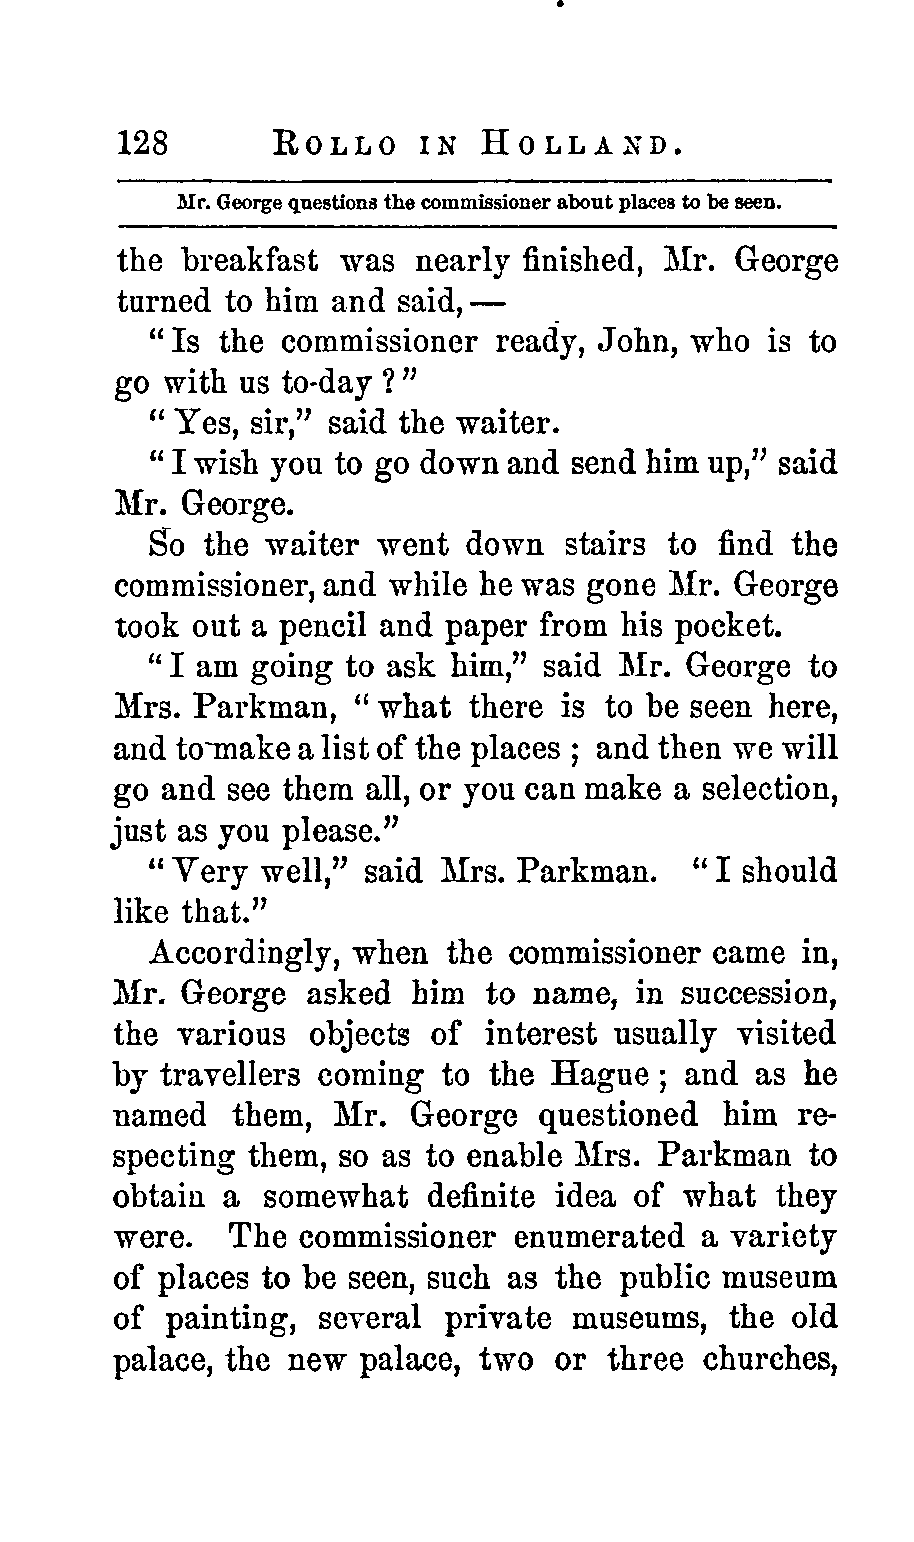 128 ROLLO IN HOLLAND.
Mr. George questions the commissioner about places to be seen.
the breakfast was nearly finished, Mr. George
turned to him and said, —
"Is the commissioner ready, John, who is to
go with us to-day?"
"Yes, sir," said the waiter.
"I wish you to go down and send him up," said
Mr. George.
So the waiter went down stairs to find the
commissioner, and while he was gone Mr. George
took out a pencil and paper from his pocket.
"I am going to ask him," said Mr. George to
Mrs. Parkman, "what there is to be seen here,
and to make a list of the places; and then we will
go and see them all, or you can make a selection,
just as you please."
"Very well," said Mrs. Parkman. "I should
like that."
Accordingly, when the commissioner came in,
Mr. George asked him to name, in succession,
the various objects of interest usually visited
by travellers coming to the Hague; and as he
named them, Mr. George questioned him re-
specting them, so as to enable Mrs. Parkman to
obtain a somewhat definite idea of what they
were. The commissioner enumerated a variety
of places to be seen, such as the public museum
of painting, several private museums, the old
palace, the new palace, two or three churches,